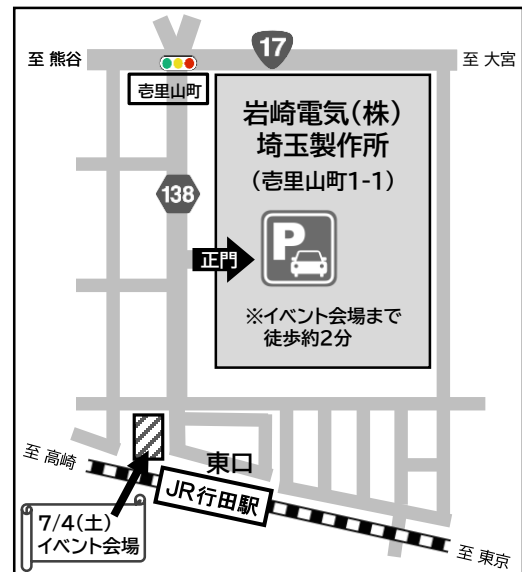 至 熊谷
17
至 大宮
壱里山町
岩崎電気(株)
埼玉製作所
(壱里山町1-1)
138
P
正門
※イベント会場まで
徒歩約2分
至 高崎
東口
JR行田駅
7/4(土)
イベント会場
至 東京